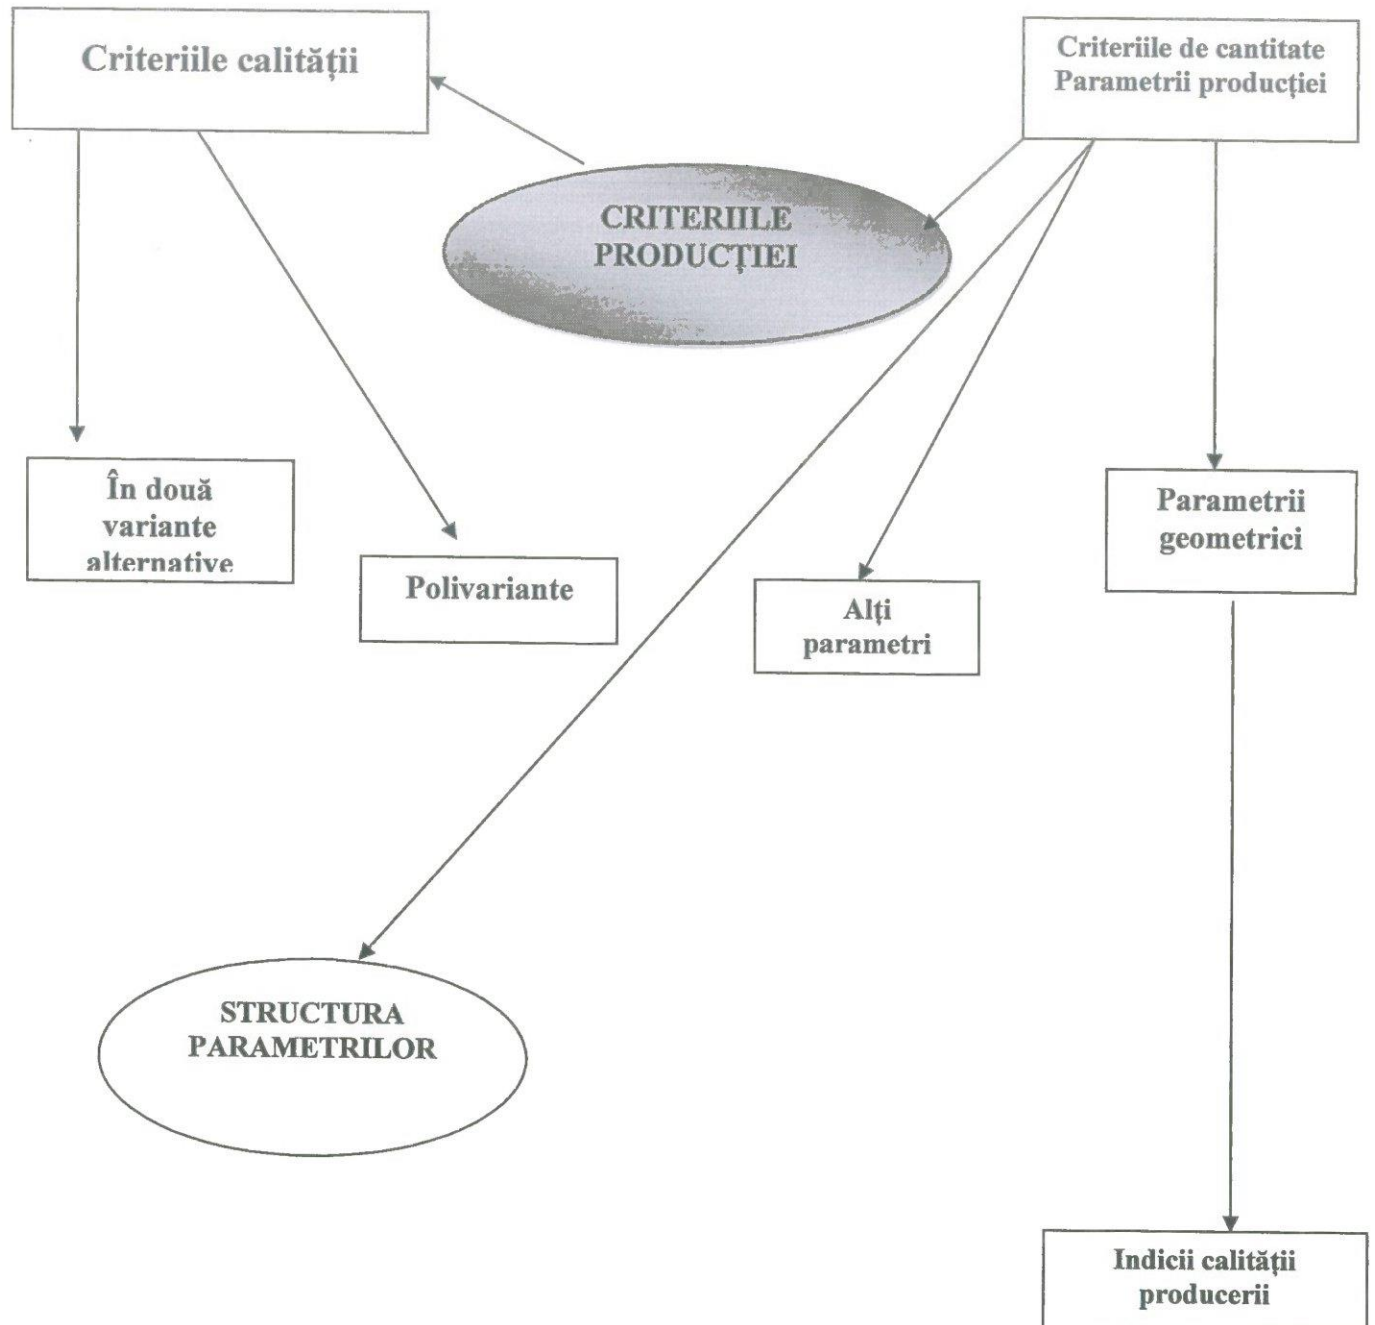 Criteriile calității
Criteriile de cantitate
Parametrii producției
CRITERIILE
PRODUCȚIEI
În două
variante
alternative
Polivariante
Alți
parametri
Parametrii
geometrici
STRUCTURA
PARAMETRILOR
Indicii calității
producerii